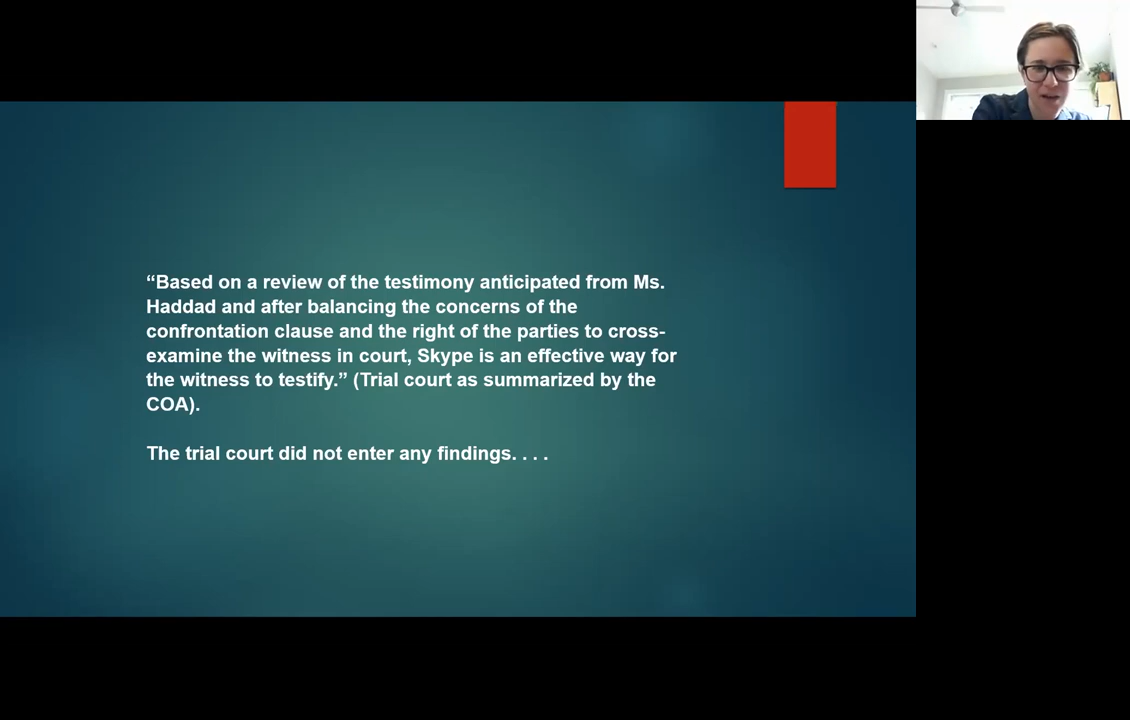 “Based on a review of the testimony anticipated from Ms.
Haddad and after balancing the concerns of the
confrontation clause and the right of the parties to cross-
examine the witness in court, Skype is an effective way for
the witness to testify.” (Trial court as summarized by the
COA).
The trial court did not enter any findings. . . .